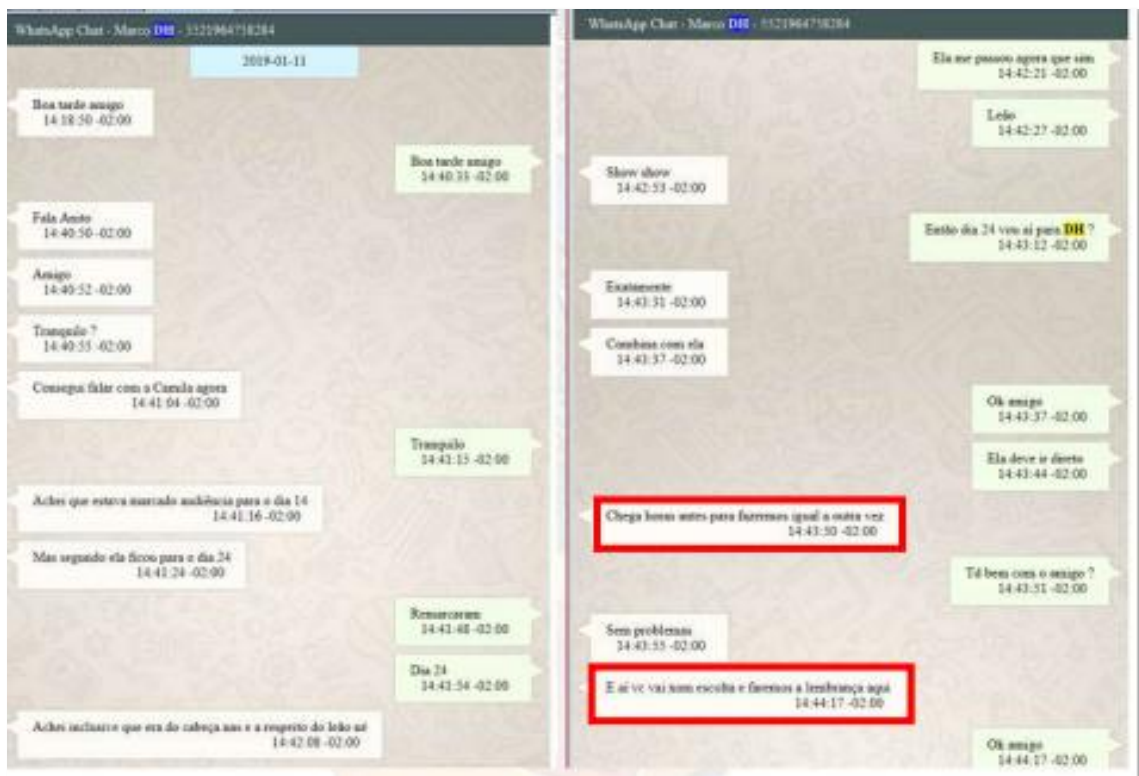 WhatsApp Chat - Marco DH - 5521964758284
2019-01-11
Boa tarde amigo
14:18:50 -02:00
Boa tarde amigo
14:40:35 -02:00
Fala
14:40:50 -02:00
Amigo
14:40:52 -02:00
Tranquilo ?
14:40:55 -02:00
Consegui falar com a Camila agora
14:41:04 -02:00
Tranquilo
14:41:15 -02:00
Achei que estava marcado audiência para o dia 14
14:41:16 -02:00
Mas segundo ela ficou para o dia 24
14:41:24 -02:00
Remarcaram
14:41:48 -02:00
Dia 24
14:41:54 -02:00
Achei inclusive que era do cabeça mas e a respeito do leão né
14:42:08 -02:00
WhatsApp Chat - Marco DH - 5521964758284
Ela me passou agora que sim
14:42:21 -02:00
Leão
14:42:27 -02:00
Show show
14:42:53 -02:00
Então dia 24 vou ai para DH ?
14:43:12 -02:00
Exatamente
14:43:31 -02:00
Combina com ela
14:43:37 -02:00
Ok amigo
14:43:37 -02:00
Ela deve ir direto
14:43:44 -02:00
Chega horas antes para fazermos igual a outra vez
14:43:50 -02:00
Td bem com o amigo ?
14:43:51 -02:00
Sem problemas
14:43:55 -02:00
E aí vc vai num escolta e faremos a lembrança aqui
14:44:17 -02:00
Ok amigo
14:44:17 -02:00